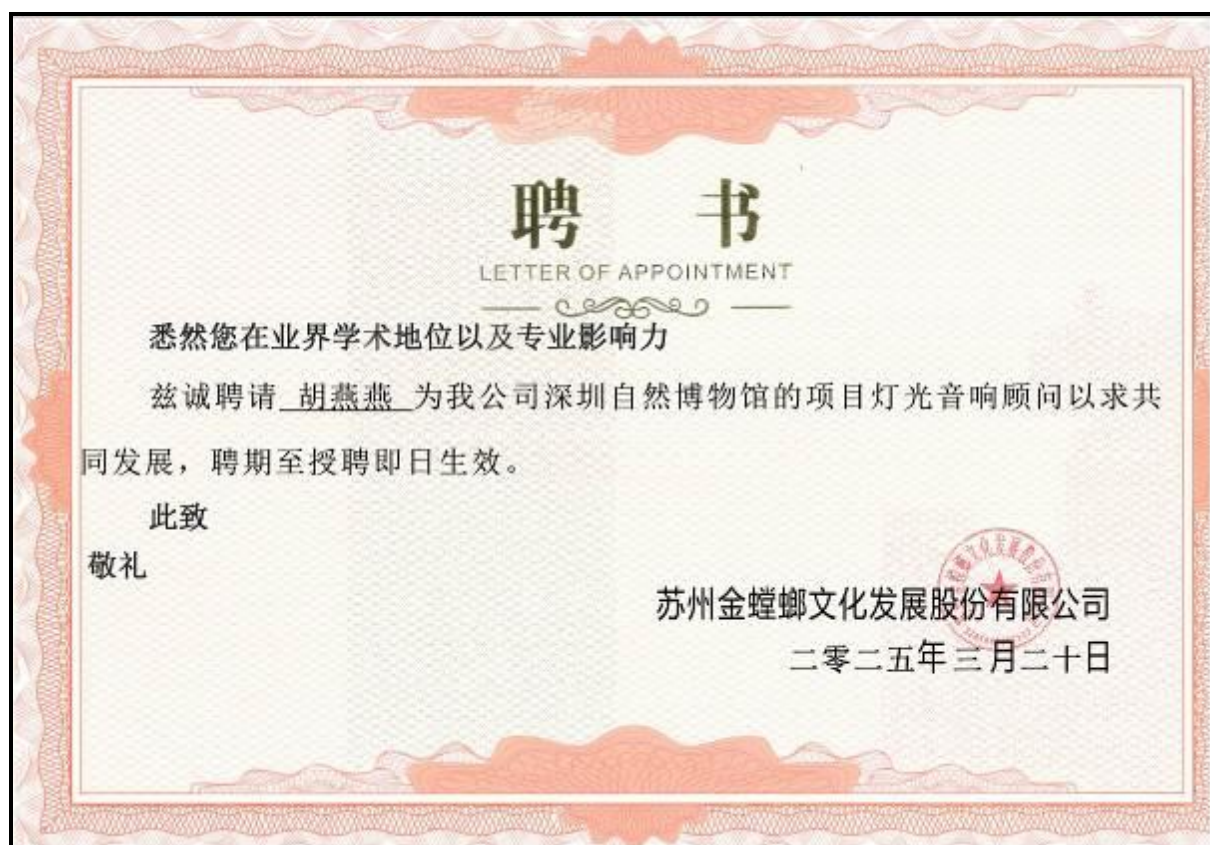 聘 书
LETTER OF APPOINTMENT
悉然您在业界学术地位以及专业影响力
兹诚聘请 胡燕燕 为我公司深圳自然博物馆的项目灯光音响顾问以求共
同发展，聘期至授聘即日生效。
此致
敬礼
苏州金螳螂文化发展股份有限公司
二零二五年三月二十日